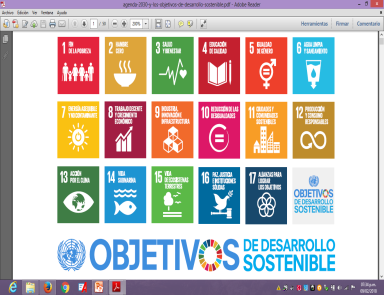 agenda-2030-y-los-objetivos-de-desarrollo-sostenible.pdf - Adobe Reader
Archivo Edición Ver Ventana Ayuda
Herramientas Firmar Comentario
1 FIN
DE LA POBREZA
2 HAMBRE
CERO
3 SALUD
Y BIENESTAR
4 EDUCACIÓN
DE CALIDAD
5 IGUALDAD
DE GÉNERO
6 AGUA LIMPIA
Y SANEAMIENTO
7 ENERGÍA ASEQUIBLE
Y NO CONTAMINANTE
8 TRABAJO DECENTE
Y CRECIMIENTO
ECONÓMICO
9 INDUSTRIA,
INNOVACIÓN E
INFRAESTRUCTURA
10 REDUCCIÓN DE LAS
DESIGUALDADES
11 CIUDADES Y
COMUNIDADES
SOSTENIBLES
12 PRODUCCIÓN
Y CONSUMO
RESPONSABLES
13 ACCIÓN
POR EL CLIMA
14 VIDA
SUBMARINA
15 VIDA
DE ECOSISTEMAS
TERRESTRES
16 PAZ, JUSTICIA
E INSTITUCIONES
SÓLIDAS
17 ALIANZAS PARA
LOGRAR
LOS OBJETIVOS
OBJETIVOS
DE DESARROLLO
SOSTENIBLE
OBJETIVOS DE DESARROLLO
SOSTENIBLE